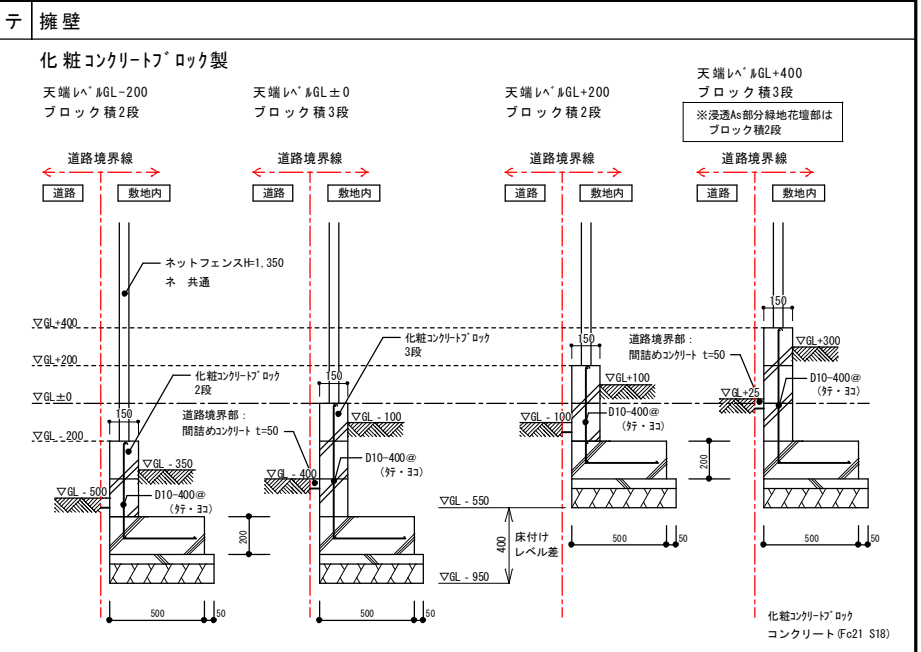 テ 擁壁
化粧コンクリートブロック製
天端レベルGL-200
ブロック積2段
天端レベルGL±0
ブロック積3段
天端レベルGL+200
ブロック積2段
天端レベルGL+400
ブロック積3段
※浸透As部分緑地花壇部は
ブロック積2段
道路境界線
道路 敷地内
道路境界線
道路 敷地内
道路境界線
道路 敷地内
道路境界線
道路 敷地内
ネットフェンスH=1,350
ネ 共通
▽GL+400
▽GL+200
▽GL±0
▽GL-200
150
化粧コンクリートブロック
2段
▽GL-350
▽GL-500
D10-400@
(タテ・ヨコ)
200
500
50
150
化粧コンクリートブロック
3段
道路境界部:
間詰めコンクリート t=50
▽GL-100
▽GL-400
D10-400@
(タテ・ヨコ)
500
50
150
▽GL+100
▽GL-100
D10-400@
(タテ・ヨコ)
▽GL-550
400
床付け
レベル差
▽GL-950
500
50
200
150
道路境界部:
間詰めコンクリート t=50
▽GL+300
▽GL+25
D10-400@
(タテ・ヨコ)
500
50
化粧コンクリートブロック
コンクリート(Fc21 S18)